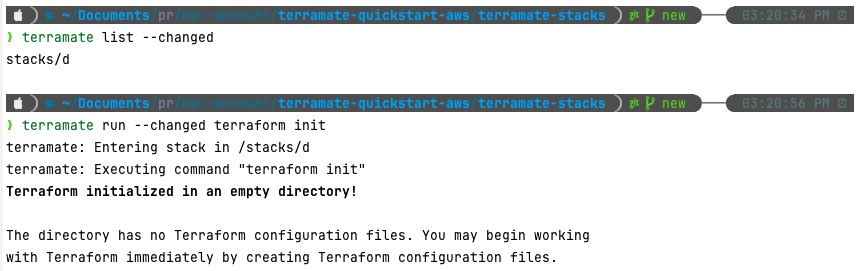 ~/Documents/pr/mzc-account/terramate-quickstart-aws/terramate-stacks git new 03:20:34 PM
❯ terramate list --changed
stacks/d
~/Documents/pr/mzc-account/terramate-quickstart-aws/terramate-stacks git new 03:20:56 PM
❯ terramate run --changed terraform init
terramate: Entering stack in /stacks/d
terramate: Executing command "terraform init"
Terraform initialized in an empty directory!
The directory has no Terraform configuration files. You may begin working
with Terraform immediately by creating Terraform configuration files.